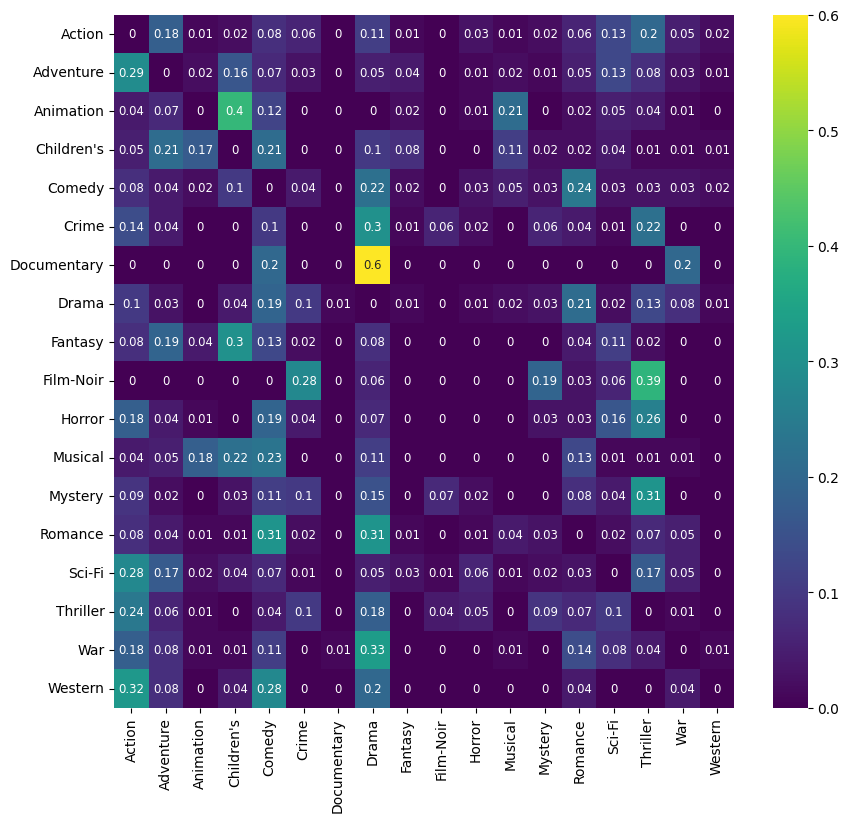 Action 0 0.18 0.01 0.02 0.08 0.06 0 0.11 0.01 0 0.03 0.01 0.02 0.06 0.13 0.2 0.05 0.02
Adventure 0.29 0 0.02 0.16 0.07 0.03 0 0.05 0.04 0 0.01 0.02 0.01 0.05 0.13 0.08 0.03 0.01
Animation 0.04 0.07 0 0.4 0.12 0 0 0 0.02 0 0.01 0.21 0 0.02 0.05 0.04 0.01 0
Children's 0.05 0.21 0.17 0 0.21 0 0 0.1 0.08 0 0 0.11 0.02 0.02 0.04 0.01 0.01 0.01
Comedy 0.08 0.04 0.02 0.1 0 0.04 0 0.22 0.02 0 0.03 0.05 0.03 0.24 0.03 0.03 0.03 0.02
Crime 0.14 0.04 0 0 0.1 0 0 0.3 0.01 0.06 0.02 0 0.06 0.04 0.01 0.22 0 0
Documentary 0 0 0 0 0.2 0 0 0.6 0 0 0 0 0 0 0 0 0.2 0
Drama 0.1 0.03 0 0.04 0.19 0.1 0.01 0 0.01 0 0.01 0.02 0.03 0.21 0.02 0.13 0.08 0.01
Fantasy 0.08 0.19 0.04 0.3 0.13 0.02 0 0.08 0 0 0 0 0 0.04 0.11 0.02 0 0
Film-Noir 0 0 0 0 0 0.28 0 0.06 0 0 0 0 0.19 0.03 0.06 0.39 0 0
Horror 0.18 0.04 0.01 0 0.19 0.04 0 0.07 0 0 0 0 0.03 0.03 0.16 0.26 0 0
Musical 0.04 0.05 0.18 0.22 0.23 0 0 0.11 0 0 0 0 0 0.13 0.01 0.01 0.01 0
Mystery 0.09 0.02 0 0.03 0.11 0.1 0 0.15 0 0.07 0.02 0 0 0.08 0.04 0.31 0 0
Romance 0.08 0.04 0.01 0.01 0.31 0.02 0 0.31 0.01 0 0.01 0.04 0.03 0 0.02 0.07 0.05 0
Sci-Fi 0.28 0.17 0.02 0.04 0.07 0.01 0 0.05 0.03 0.01 0.06 0.01 0.02 0.03 0 0.17 0.05 0
Thriller 0.24 0.06 0.01 0 0.04 0.1 0 0.18 0 0.04 0.05 0 0.09 0.07 0.1 0 0.01 0
War 0.18 0.08 0.01 0.01 0.11 0 0.01 0.33 0 0 0 0.01 0 0.14 0.08 0.04 0 0.01
Western 0.32 0.08 0 0.04 0.28 0 0 0.2 0 0 0 0 0 0.04 0 0 0.04 0
Action Adventure Animation Children's Comedy Crime Documentary Drama Fantasy Film-Noir Horror Musical Mystery Romance Sci-Fi Thriller War Western
0.6
0.5
0.4
0.3
0.2
0.1
0.0